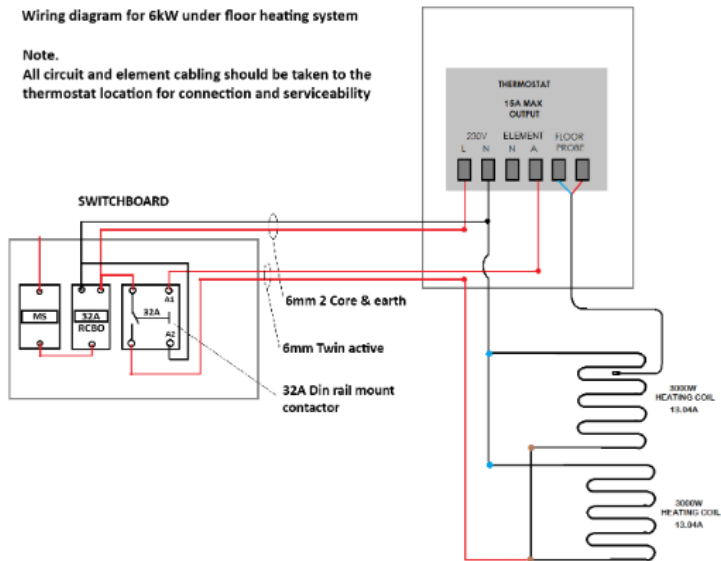 Wiring diagram for 6kW under floor heating system
Note.
All circuit and element cabling should be taken to the
thermostat location for connection and serviceability
THERMOSTAT
15A MAX
OUTPUT
230V ELEMENT FLOOR
PROBE
L N N A
SWITCHBOARD
MS
32A
RCBO
32A
A1
A2
6mm 2 Core & earth
6mm Twin active
32A Din rail mount
contactor
3000W
HEATING COIL
13.04A
3000W
HEATING COIL
13.04A